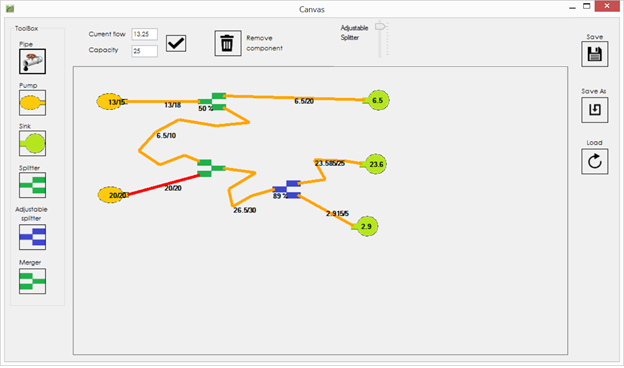 Canvas
ToolBox
Pipe
Pump
Sink
Splitter
Adjustable
splitter
Merger
Current flow 13.25
Capacity 25
Remove
component
Adjustable
Splitter
Save
Save As
Load
13/15
13/18
50 %
6.5/20
6.5
6.5/10
20/20
20/20
26.5/30
89 %
23.585/25
23.6
2.915/5
2.9